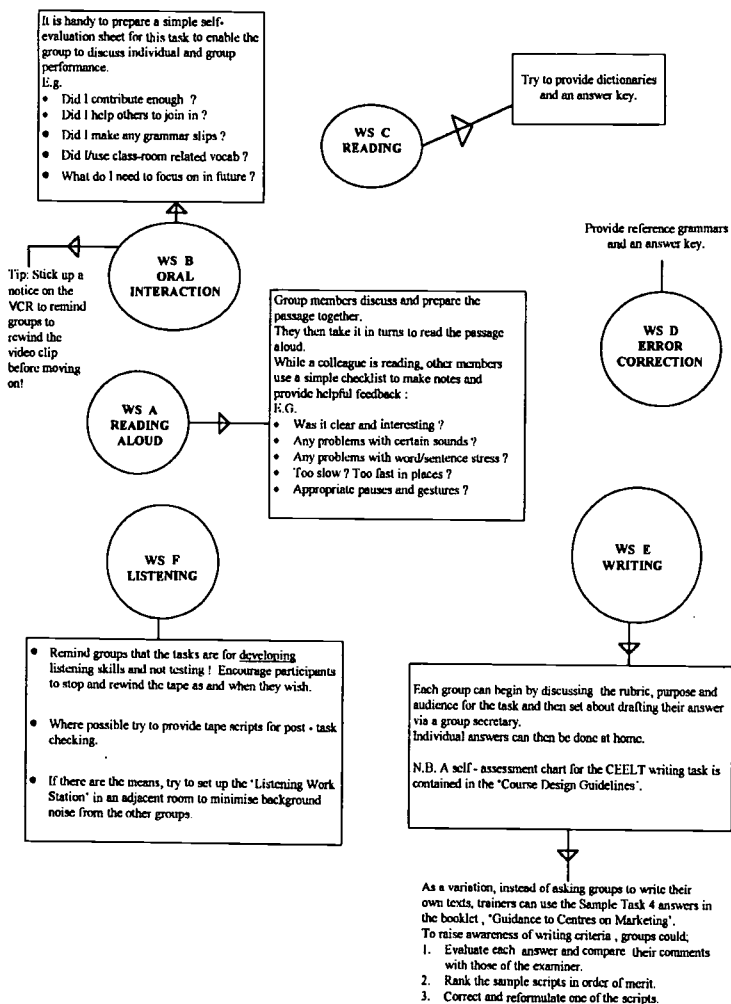 It is handy to prepare a simple self-
evaluation sheet for this task to enable the
group to discuss individual and group
performance.
E.g.
• Did I contribute enough ?
• Did I help others to join in ?
• Did I make any grammar slips ?
• Did I/use class-room related vocab ?
• What do I need to focus on in future ?
WS C
READING
Try to provide dictionaries
and an answer key.
WS B
ORAL
INTERACTION
Tip: Stick up a
notice on the
VCR to remind
groups to
rewind the
video clip
before moving
on!
Provide reference grammars
and an answer key.
WS D
ERROR
CORRECTION
WS A
READING
ALOUD
Group members discuss and prepare the
passage together.
They then take it in turns to read the passage
aloud.
While a colleague is reading, other members
use a simple checklist to make notes and
provide helpful feedback :
E.G.
• Was it clear and interesting ?
• Any problems with certain sounds ?
• Any problems with word/sentence stress ?
• Too slow ? Too fast in places ?
• Appropriate pauses and gestures ?
WS F
LISTENING
• Remind groups that the tasks are for developing
listening skills and not testing ! Encourage participants
to stop and rewind the tape as and when they wish.
• Where possible try to provide tape scripts for post - task
checking.
• If there are the means, try to set up the 'Listening Work
Station' in an adjacent room to minimise background
noise from the other groups.
WS E
WRITING
Each group can begin by discussing the rubric, purpose and
audience for the task and then set about drafting their answer
via a group secretary.
Individual answers can then be done at home.
N.B. A self - assessment chart for the CEELT writing task is
contained in the 'Course Design Guidelines'.
As a variation, instead of asking groups to write their
own texts, trainers can use the Sample Task 4 answers in
the booklet , 'Guidance to Centres on Marketing'.
To raise awareness of writing criteria , groups could;
1. Evaluate each answer and compare their comments
with those of the examiner.
2. Rank the sample scripts in order of merit.
3. Correct and reformulate one of the scripts.